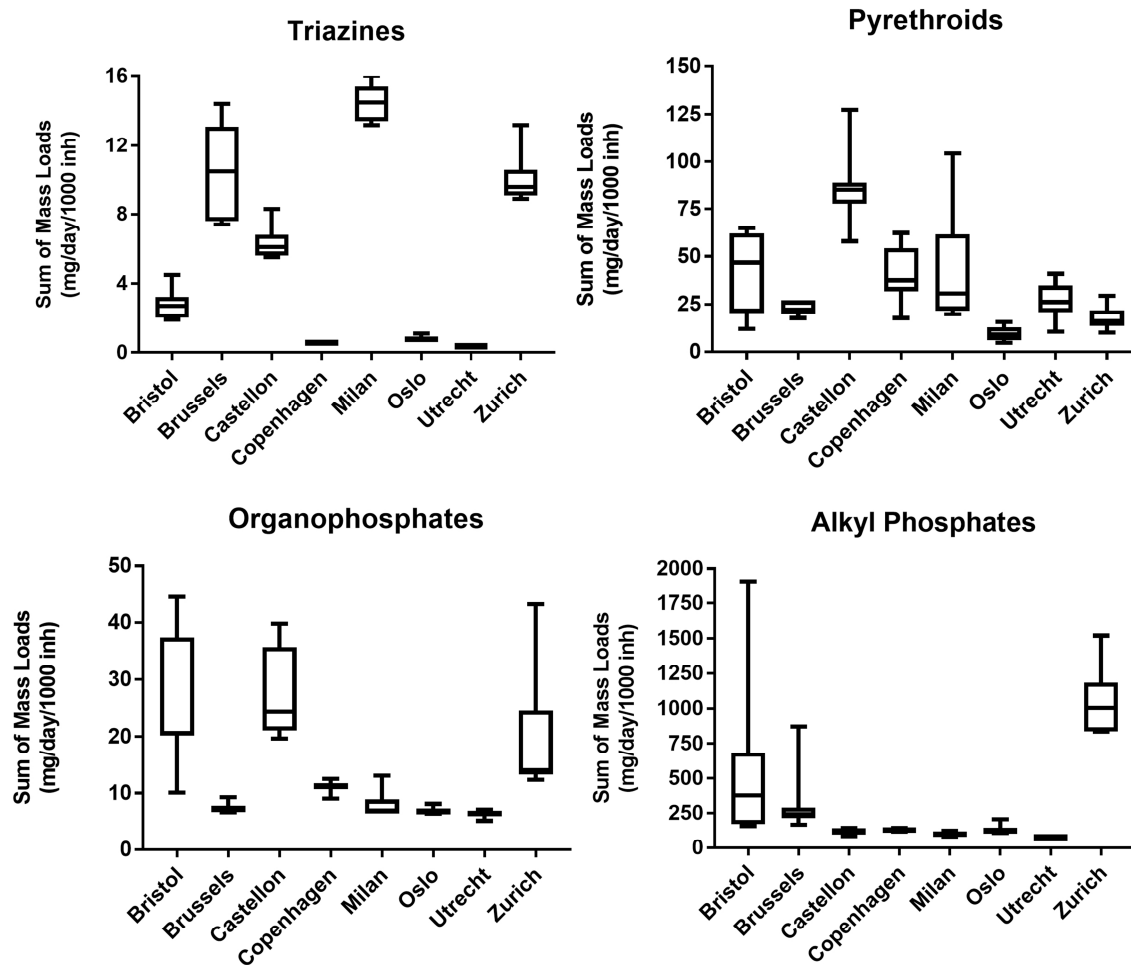 Triazines
Sum of Mass Loads
(mg/day/1000 inh)
16
12
8
4
0
Bristol
Brussels
Castellon
Copenhagen
Milan
Oslo
Utrecht
Zurich
Pyrethroids
Sum of Mass Loads
(mg/day/1000 inh)
150
125
100
75
50
25
0
Bristol
Brussels
Castellon
Copenhagen
Milan
Oslo
Utrecht
Zurich
Organophosphates
Sum of Mass Loads
(mg/day/1000 inh)
50
40
30
20
10
0
Bristol
Brussels
Castellon
Copenhagen
Milan
Oslo
Utrecht
Zurich
Alkyl Phosphates
Sum of Mass Loads
(mg/day/1000 inh)
2000
1750
1500
1250
1000
750
500
250
0
Bristol
Brussels
Castellon
Copenhagen
Milan
Oslo
Utrecht
Zurich